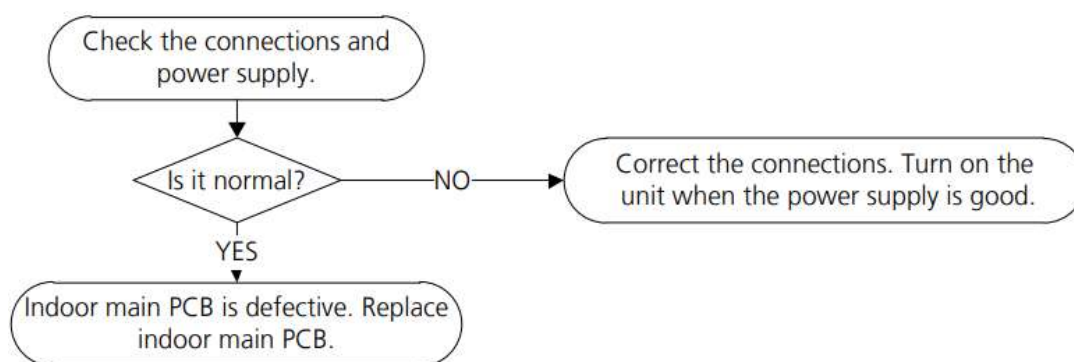 Check the connections and
power supply.
Is it normal?
NO
Correct the connections. Turn on the
unit when the power supply is good.
YES
Indoor main PCB is defective. Replace
indoor main PCB.